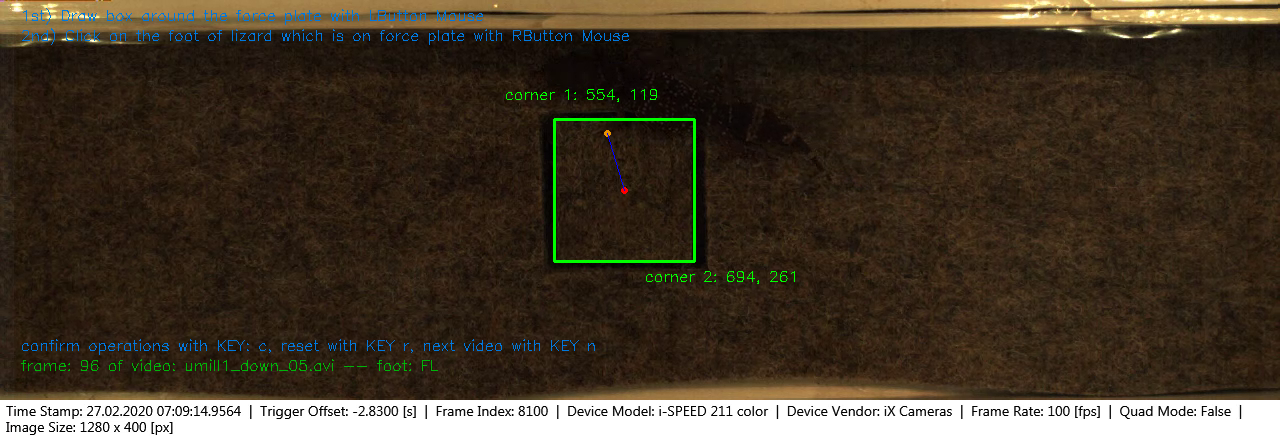 1st) Draw box around the force plate with LButton Mouse
2nd) Click on the foot of lizard which is on force plate with RButton Mouse
corner 1: 554, 119
corner 2: 694, 261
confirm operations with KEY: c, reset with KEY r, next video with KEY n
frame: 96 of video: umill1_down_05.avi -- foot: FL
Time Stamp: 27.02.2020 07:09:14.9564 | Trigger Offset: -2.8300 [s] | Frame Index: 8100 | Device Model: i-SPEED 211 color | Device Vendor: iX Cameras | Frame Rate: 100 [fps] | Quad Mode: False |
Image Size: 1280 x 400 [px]